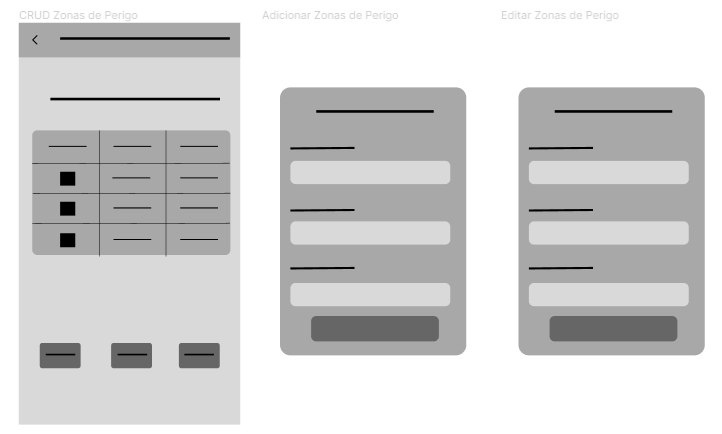 CRUD Zonas de Perigo
Adicionar Zonas de Perigo
Editar Zonas de Perigo